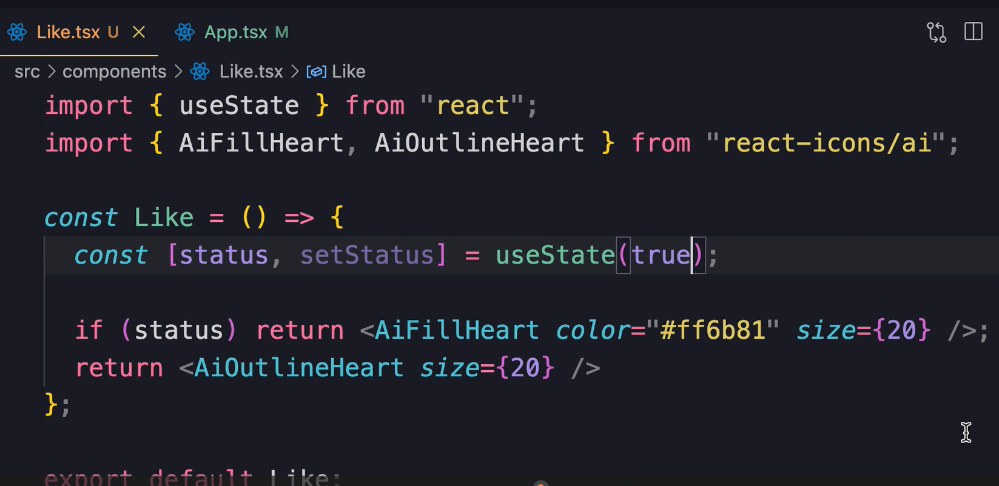 Like.tsx U App.tsx M
src > components > Like.tsx > Like
import { useState } from "react";
import { AiFillHeart, AiOutlineHeart } from "react-icons/ai";
const Like = () => {
const [status, setStatus] = useState(true);
if (status) return <AiFillHeart color="#ff6b81" size={20} />;
return <AiOutlineHeart size={20} />
};
export default Like;